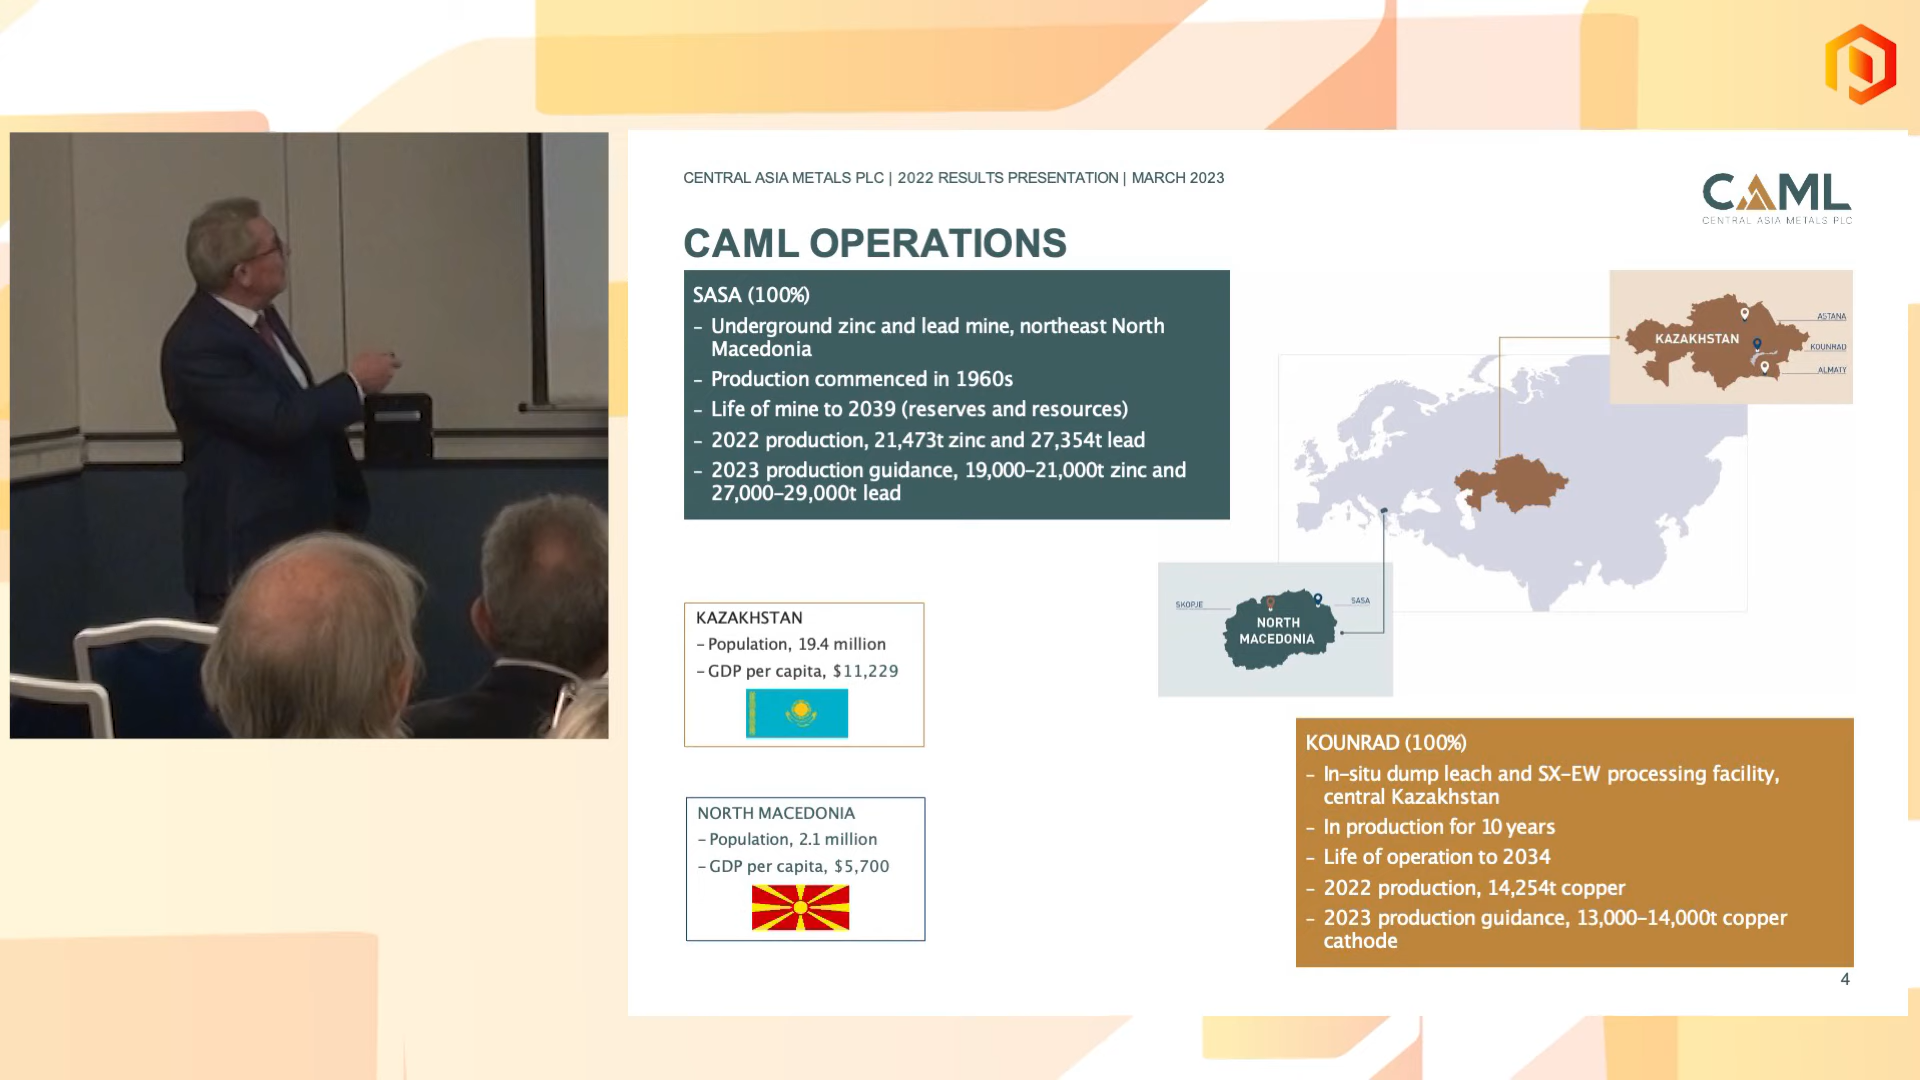 CENTRAL ASIA METALS PLC | 2022 RESULTS PRESENTATION | MARCH 2023
CAML
CENTRAL ASIA METALS PLC
CAML OPERATIONS
SASA (100%)
– Underground zinc and lead mine, northeast North
Macedonia
– Production commenced in 1960s
– Life of mine to 2039 (reserves and resources)
– 2022 production, 21,473t zinc and 27,354t lead
– 2023 production guidance, 19,000–21,000t zinc and
27,000–29,000t lead
KAZAKHSTAN
ASTANA
KOUNRAD
ALMATY
SKOPJE
SASA
NORTH
MACEDONIA
KAZAKHSTAN
– Population, 19.4 million
– GDP per capita, $11,229
NORTH MACEDONIA
– Population, 2.1 million
– GDP per capita, $5,700
KOUNRAD (100%)
– In-situ dump leach and SX-EW processing facility,
central Kazakhstan
– In production for 10 years
– Life of operation to 2034
– 2022 production, 14,254t copper
– 2023 production guidance, 13,000–14,000t copper
cathode
4